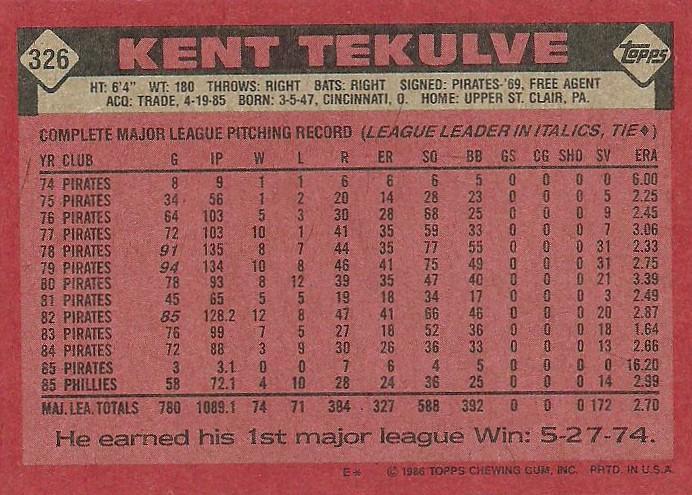 326 KENT TEKULVE Topps
HT: 6'4" WT: 180 THROWS: RIGHT BATS: RIGHT SIGNED: PIRATES-'69, FREE AGENT
ACQ: TRADE, 4-19-85 BORN: 3-5-47, CINCINNATI, O. HOME: UPPER ST. CLAIR, PA.
COMPLETE MAJOR LEAGUE PITCHING RECORD (LEAGUE LEADER IN ITALICS, TIE♦)
YR CLUB G IP W L R ER SO BB GS CG SHO SV ERA
74 PIRATES 8 9 1 1 6 6 6 5 0 0 0 0 6.00
75 PIRATES 34 56 1 2 20 14 28 23 0 0 0 5 2.25
76 PIRATES 64 103 5 3 30 28 68 25 0 0 0 9 2.45
77 PIRATES 72 103 10 1 41 35 59 33 0 0 0 7 3.06
78 PIRATES 91 135 8 7 44 35 77 55 0 0 0 31 2.33
79 PIRATES 94 134 10 8 46 41 75 49 0 0 0 31 2.75
80 PIRATES 78 93 8 12 39 35 47 40 0 0 0 21 3.39
81 PIRATES 45 65 5 5 19 18 34 17 0 0 0 3 2.49
82 PIRATES 85 128.2 12 8 47 41 66 46 0 0 0 20 2.87
83 PIRATES 76 99 7 5 27 18 52 36 0 0 0 18 1.64
84 PIRATES 72 88 3 9 30 26 36 33 0 0 0 13 2.66
85 PIRATES 3 3.1 0 0 7 6 4 5 0 0 0 0 16.20
85 PHILLIES 58 72.1 4 10 28 24 36 25 0 0 0 14 2.99
MAJ. LEA. TOTALS 780 1089.1 74 71 384 327 588 392 0 0 0 172 2.70
He earned his 1st major league Win: 5-27-74.
E* © 1986 TOPPS CHEWING GUM, INC. PRTD. IN U.S.A.